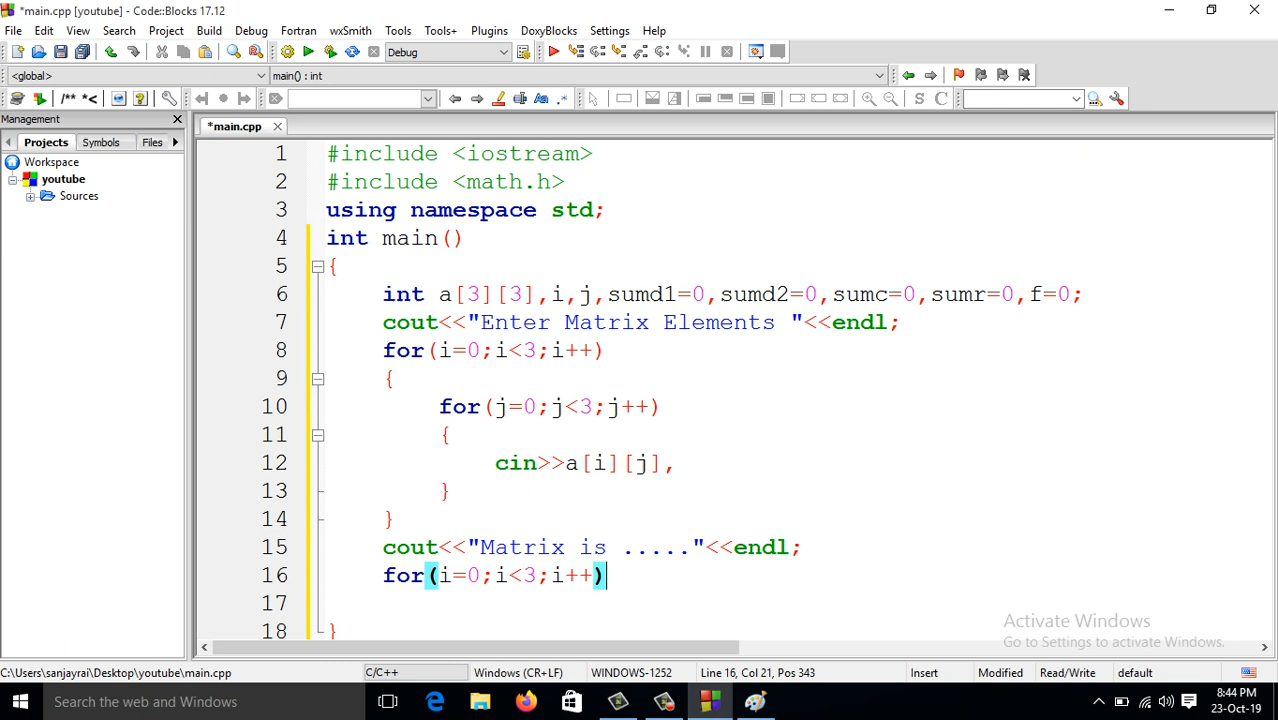 *main.cpp [youtube] - Code::Blocks 17.12
File Edit View Search Project Build Debug Fortran wxSmith Tools Tools+ Plugins DoxyBlocks Settings Help
Debug
<global> main() : int
/** *<
Aa .*
S C
Management
*main.cpp
Projects Symbols Files
Workspace
youtube
Sources
1 #include <iostream>
2 #include <math.h>
3 using namespace std;
4 int main()
5 {
6 int a[3][3],i,j,sumd1=0,sumd2=0,sumc=0,sumr=0,f=0;
7 cout<<"Enter Matrix Elements "<<endl;
8 for(i=0;i<3;i++)
9 {
10 for(j=0;j<3;j++)
11 {
12 cin>>a[i][j],
13 }
14 }
15 cout<<"Matrix is ....."<<endl;
16 for(i=0;i<3;i++)
17
18 }
Activate Windows
Go to Settings to activate Windows.
C:\Users\sanjayrai\Desktop\youtube\main.cpp C/C++ Windows (CR+LF) WINDOWS-1252 Line 16, Col 21, Pos 343 Insert Modified Read/Write default
Search the web and Windows
8:44 PM
23-Oct-19